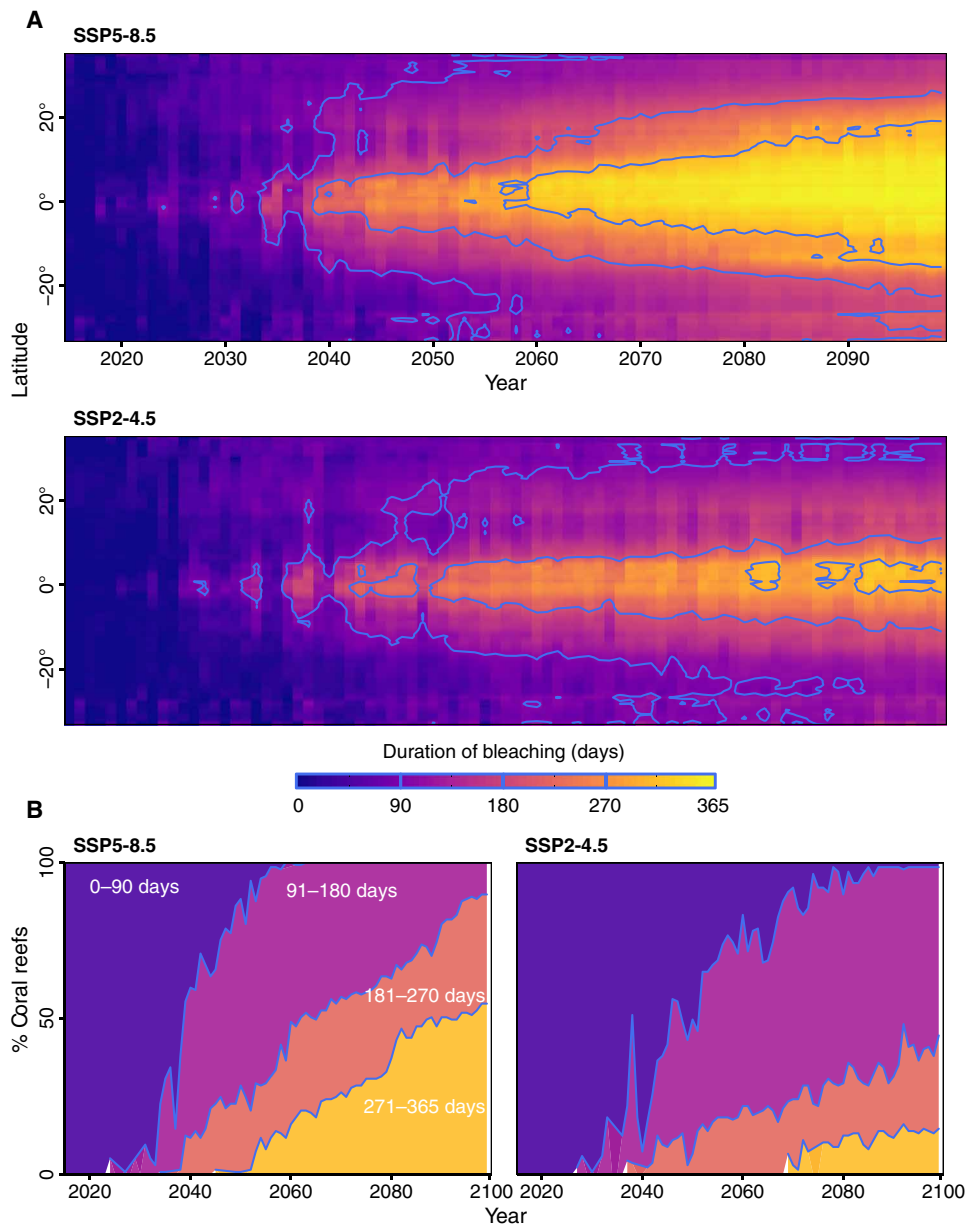 A
SSP5-8.5
20°
0°
−20°
2020 2030 2040 2050 2060 2070 2080 2090
Year
Latitude
SSP2-4.5
20°
0°
−20°
Duration of bleaching (days)
0 90 180 270 365
B
SSP5-8.5
SSP2-4.5
100
50
0
% Coral reefs
0–90 days
91–180 days
181–270 days
271–365 days
2020 2040 2060 2080 2100
2020 2040 2060 2080 2100
Year